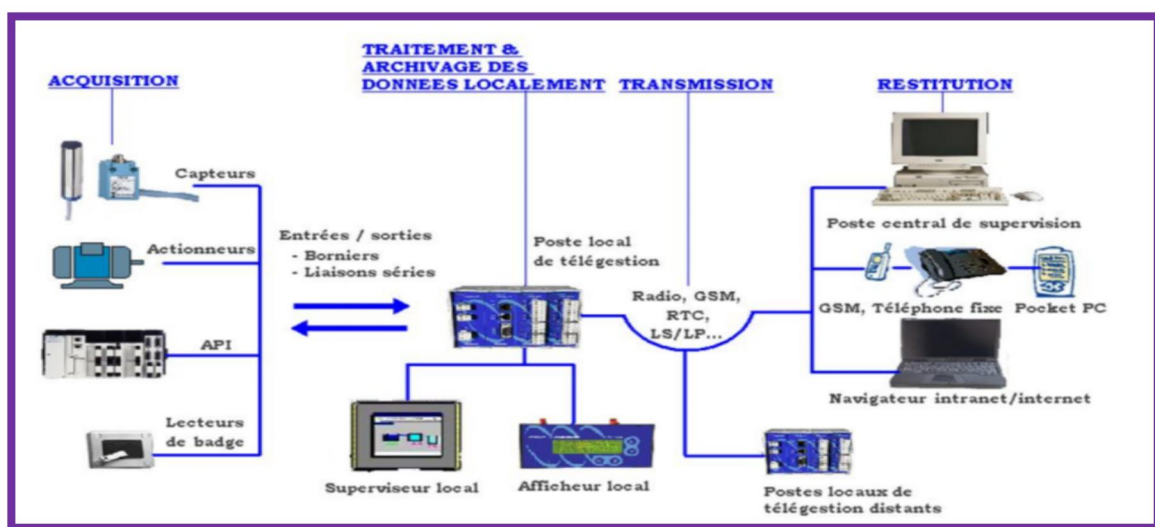 ACQUISITION
TRAITEMENT &
ARCHIVAGE DES
DONNEES LOCALEMENT
TRANSMISSION
RESTITUTION
Capteurs
Actionneurs
API
Lecteurs
de badge
Entrées / sorties
- Borniers
- Liaisons séries
Poste local
de télégestion
Superviseur local
Afficheur local
Radio, GSM,
RTC,
LS/LP...
Postes locaux de
télégestion distants
Poste central de supervision
GSM, Téléphone fixe Pocket PC
Navigateur intranet/internet